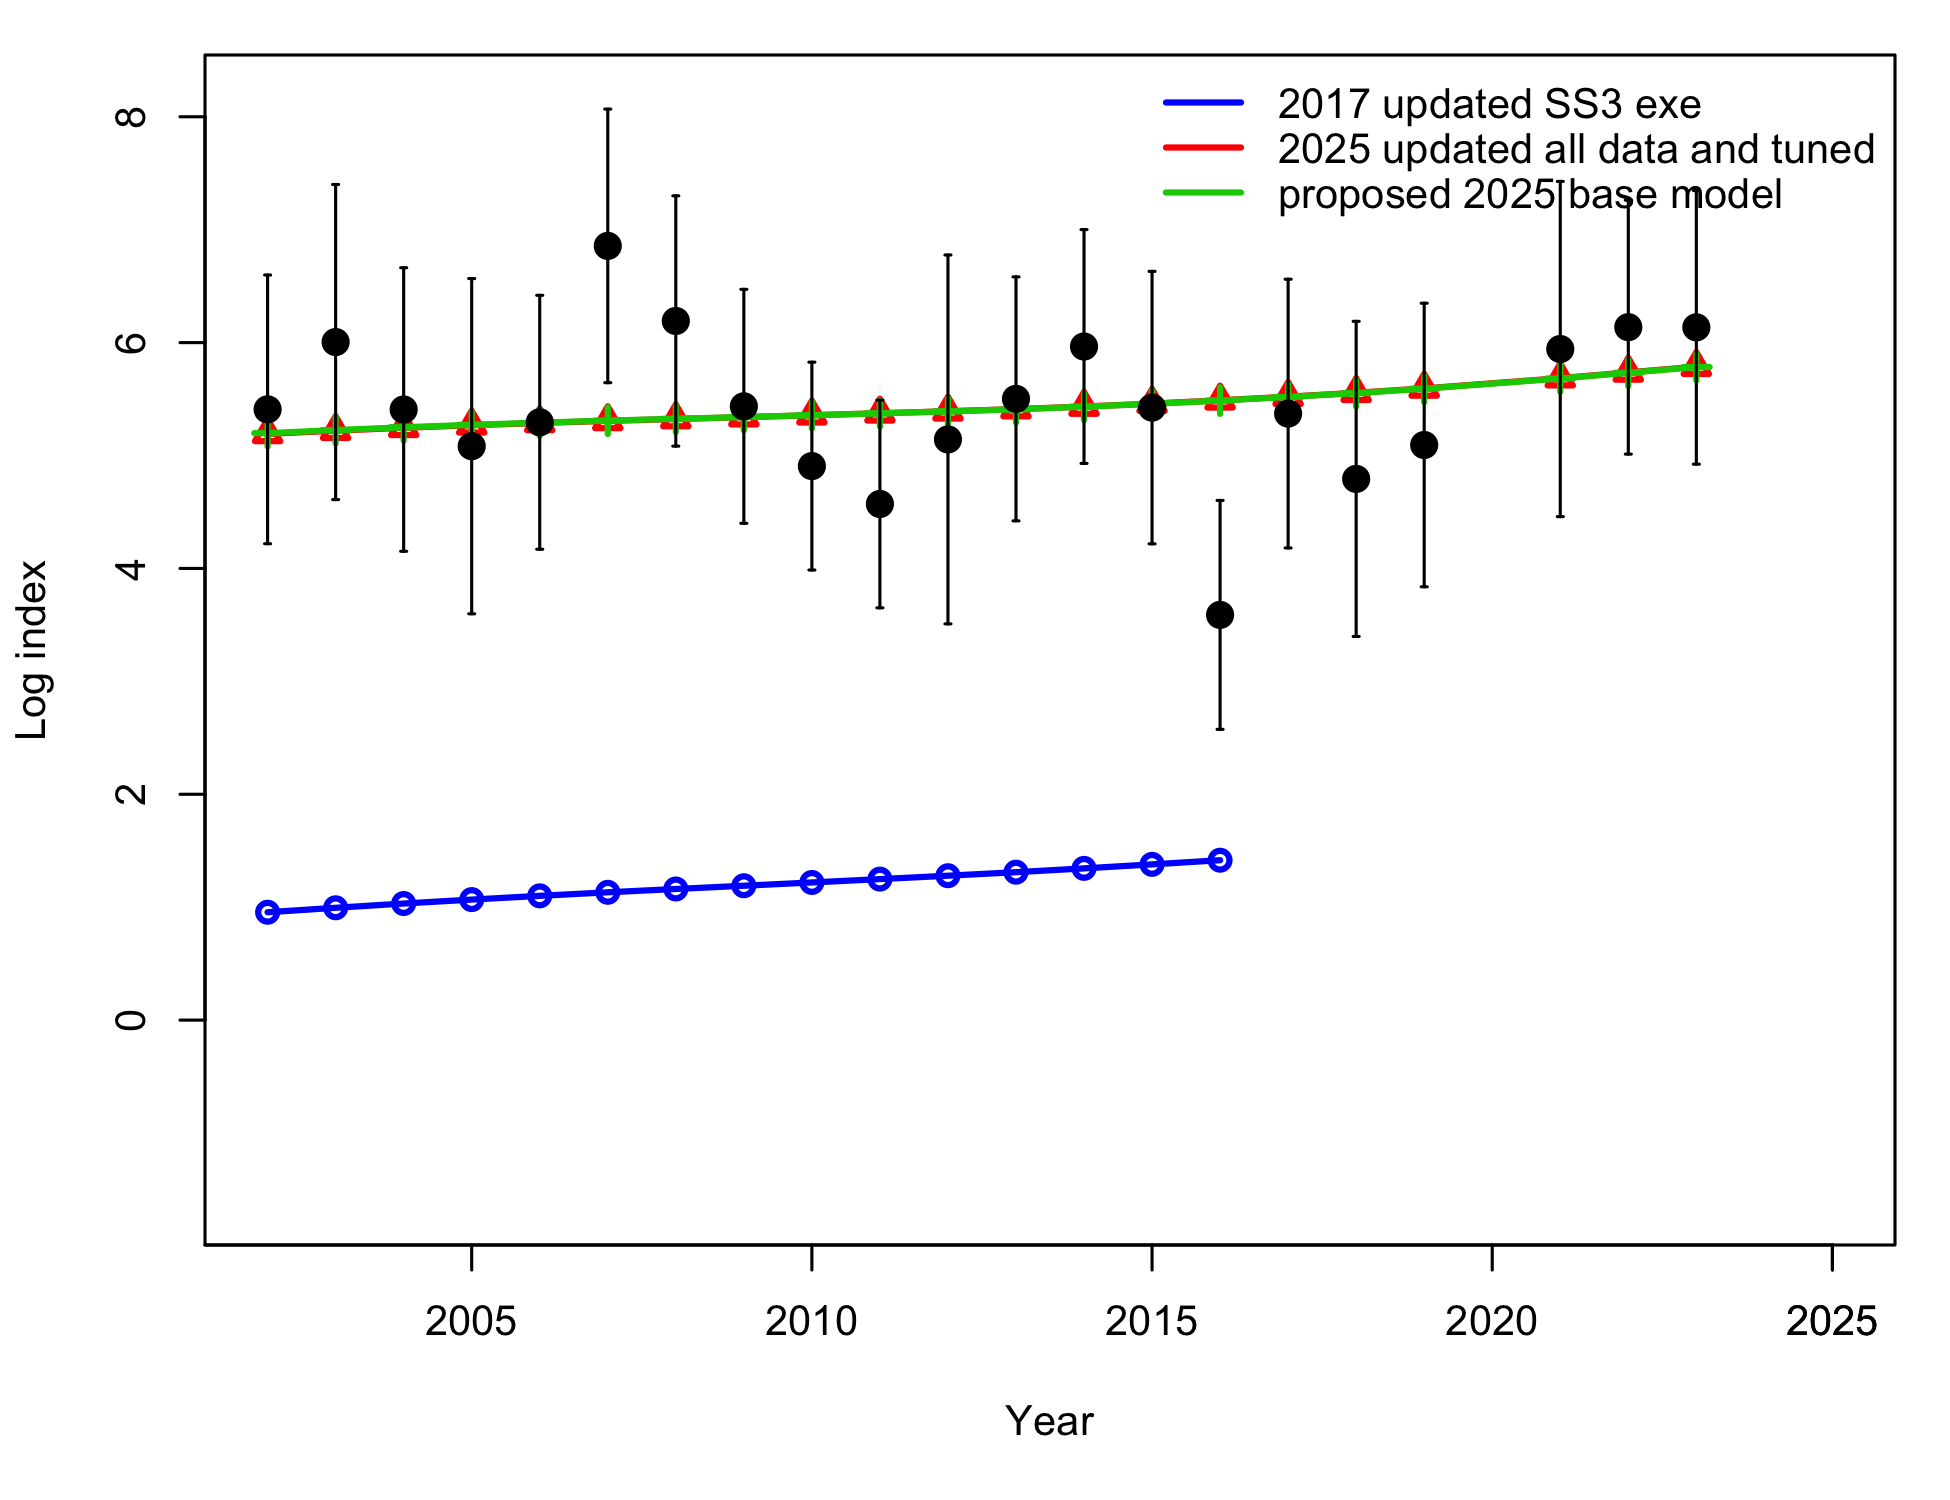 2017 updated SS3 exe
2025 updated all data and tuned
proposed 2025 base model
8
6
4
2
0
Log index
2005 2010 2015 2020 2025
Year